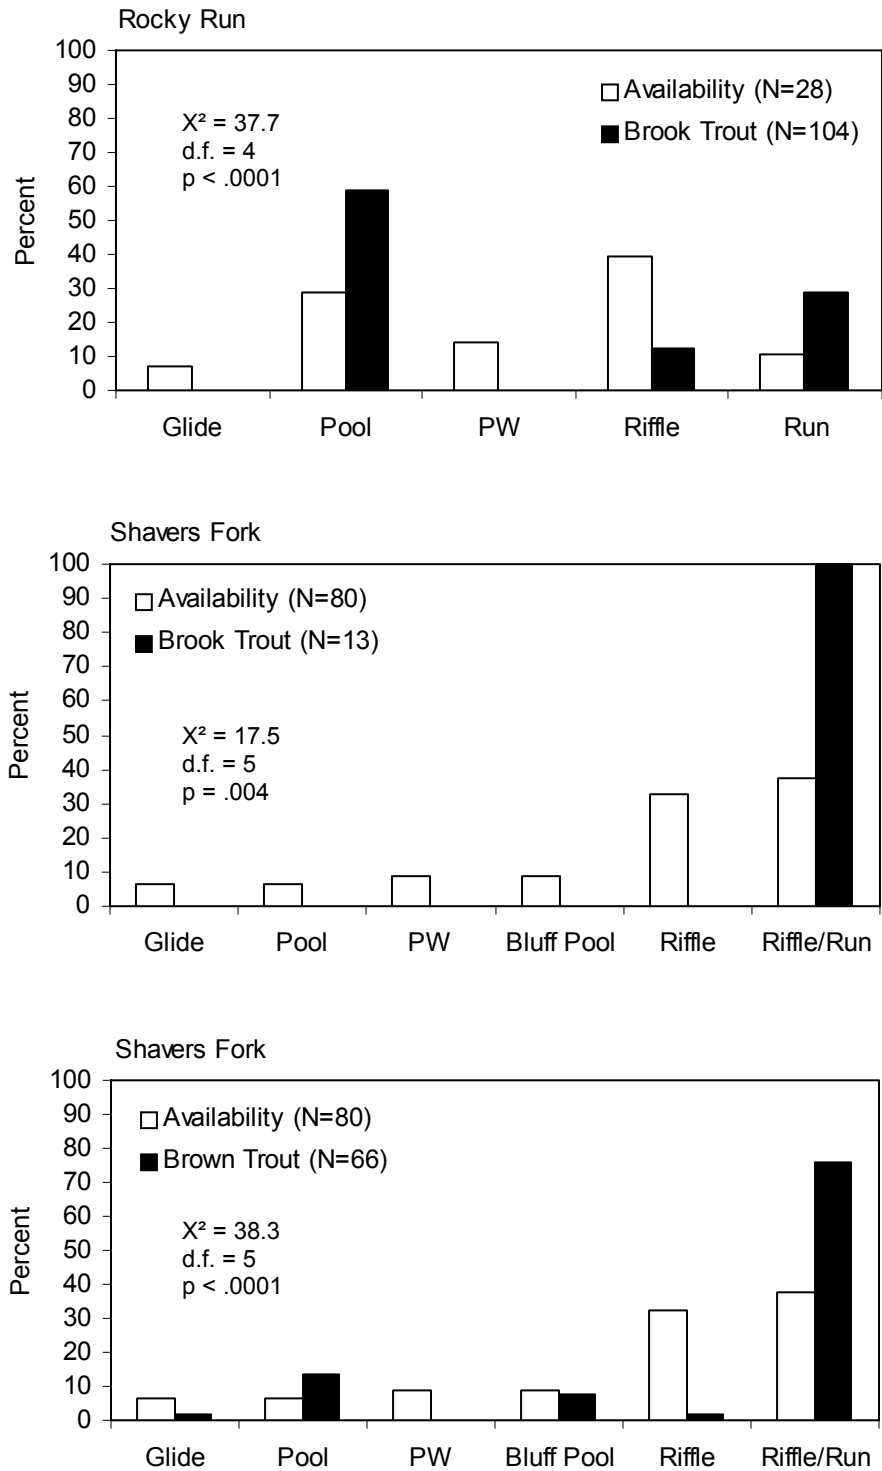 Rocky Run
100
90
80
70
60
50
40
30
20
10
0
Percent
X² = 37.7
d.f. = 4
p < .0001
Availability (N=28)
Brook Trout (N=104)
Glide Pool PW Riffle Run
Shavers Fork
100
90
80
70
60
50
40
30
20
10
0
Percent
Availability (N=80)
Brook Trout (N=13)
X² = 17.5
d.f. = 5
p = .004
Glide Pool PW Bluff Pool Riffle Riffle/Run
Shavers Fork
100
90
80
70
60
50
40
30
20
10
0
Percent
Availability (N=80)
Brown Trout (N=66)
X² = 38.3
d.f. = 5
p < .0001
Glide Pool PW Bluff Pool Riffle Riffle/Run